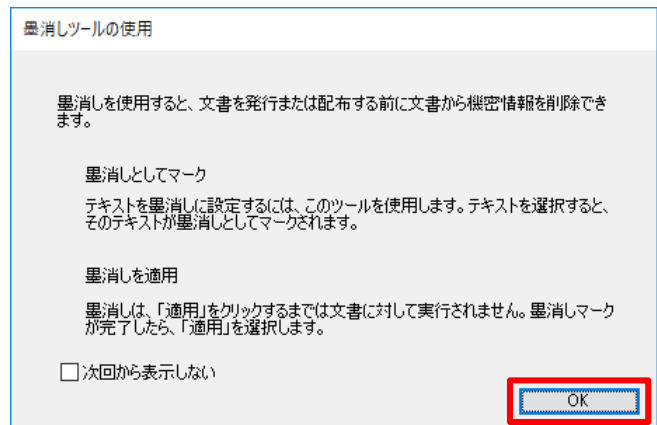 墨消しツールの使用
墨消しを使用すると、文書を発行または配布する前に文書から機密情報を削除でき
ます。
墨消しとしてマーク
テキストを墨消しに設定するには、このツールを使用します。テキストを選択すると、
そのテキストが墨消しとしてマークされます。
墨消しを適用
墨消しは、「適用」をクリックするまでは文書に対して実行されません。墨消しマーク
が完了したら、「適用」を選択します。
次回から表示しない
OK